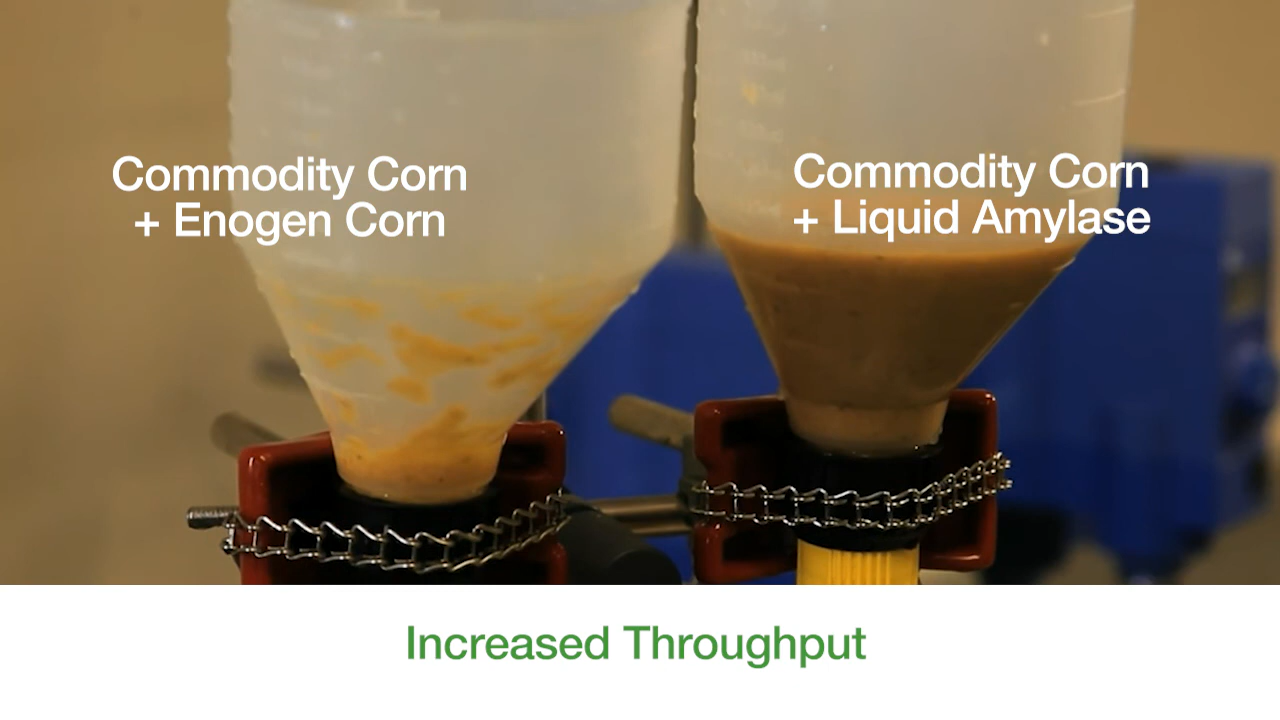 Commodity Corn
+ Enogen Corn
Commodity Corn
+ Liquid Amylase
Increased Throughput